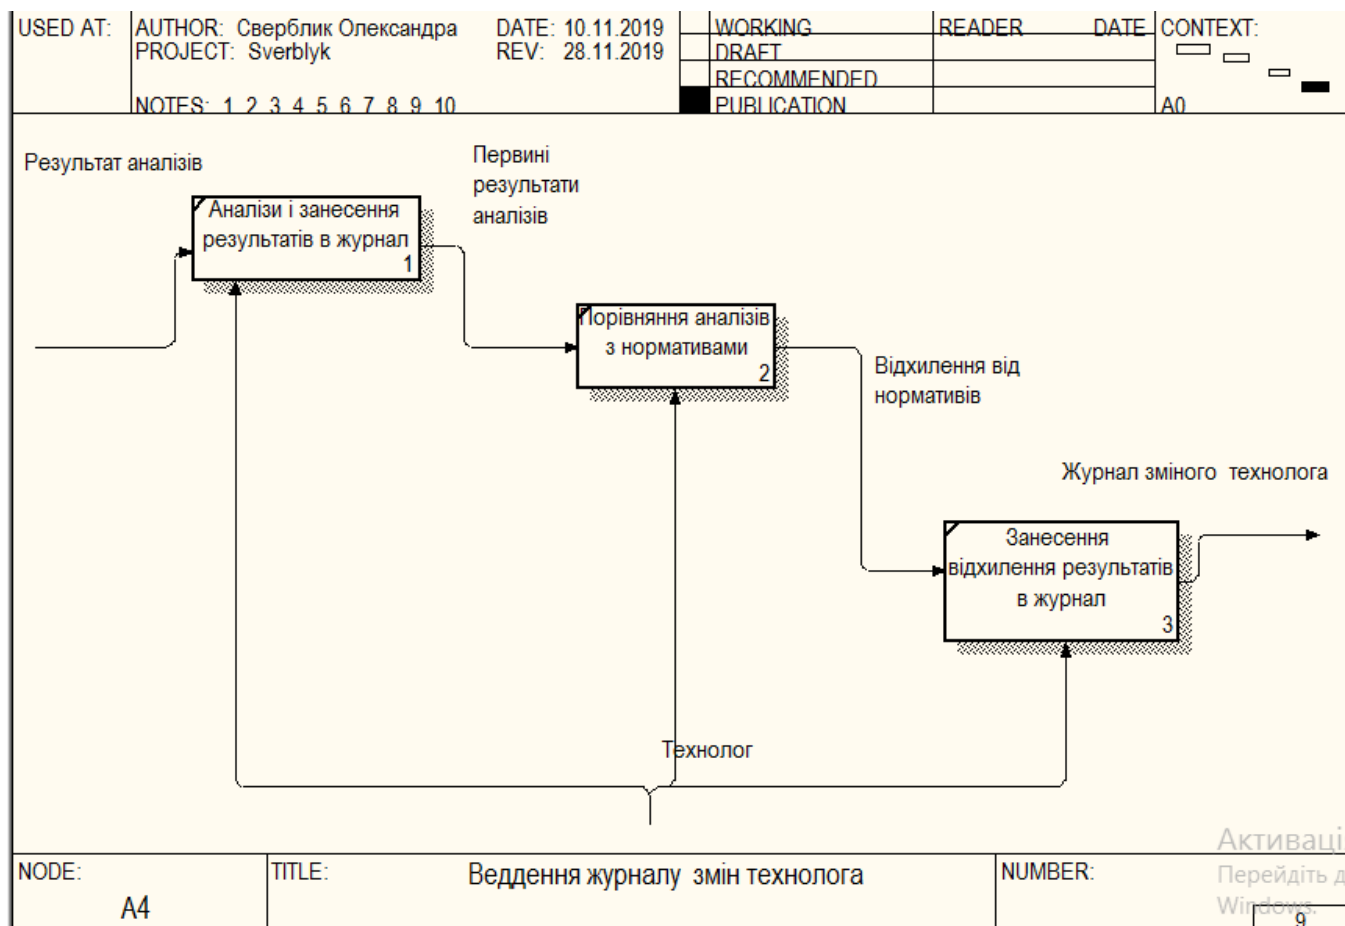 USED AT:
AUTHOR: Сверблик Олександра
DATE: 10.11.2019
PROJECT: Sverblyk
REV: 28.11.2019
NOTES: 1 2 3 4 5 6 7 8 9 10
WORKING
DRAFT
RECOMMENDED
PUBLICATION
READER
DATE
CONTEXT:
A0
Результат аналізів
Первині
результати
аналізів
Аналізи і занесення
результатів в журнал
1
Порівняння аналізів
з нормативами
2
Відхилення від
нормативів
Журнал зміного технолога
Занесення
відхилення результатів
в журнал
3
Технолог
NODE:
A4
TITLE:
Веддення журналу змін технолога
NUMBER:
9
Активаці
Перейдіть д
Windows.